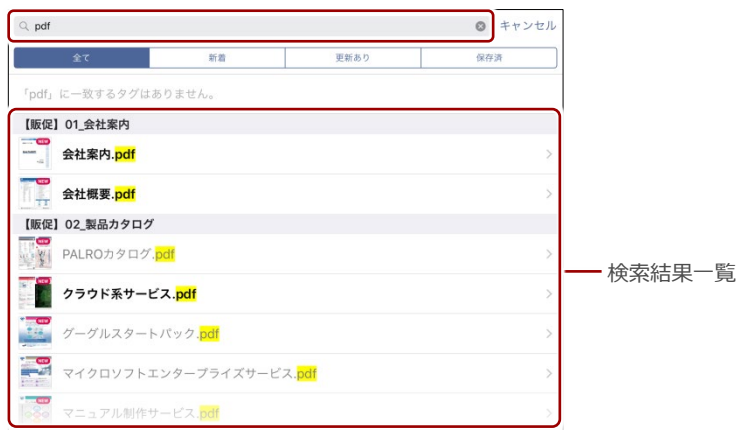 pdf
キャンセル
全て
新着
更新あり
保存済
「pdf」に一致するタグはありません。
【販促】01_会社案内
NEW
会社案内.pdf
NEW
会社概要.pdf
【販促】02_製品カタログ
NEW
PALROカタログ.pdf
検索結果一覧
NEW
クラウド系サービス.pdf
NEW
グーグルスタートパック.pdf
NEW
マイクロソフトエンタープライズサービス.pdf
NEW
マニュアル制作サービス.pdf